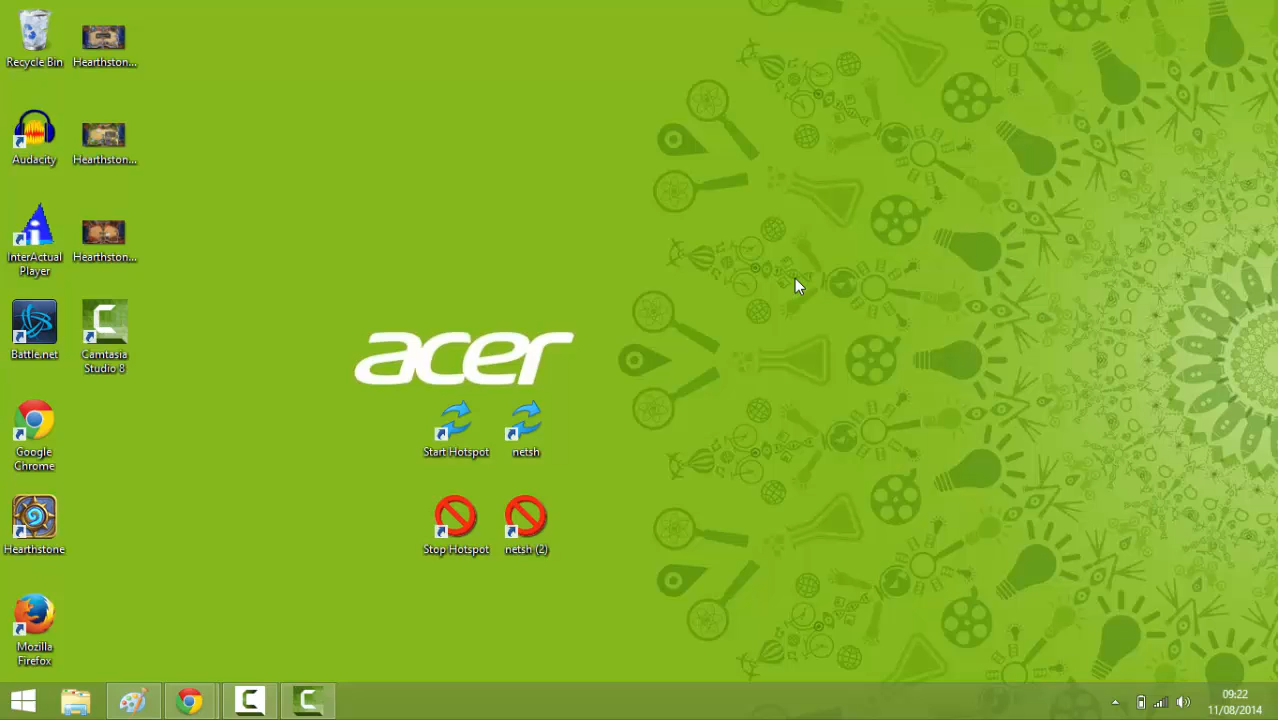 Recycle Bin
Hearthston...
Audacity
Hearthston...
InterActual
Player
Hearthston...
Battle.net
Camtasia
Studio 8
acer
Google
Chrome
Start Hotspot
netsh
Hearthstone
Stop Hotspot
netsh (2)
Mozilla
Firefox
09:22
11/08/2014